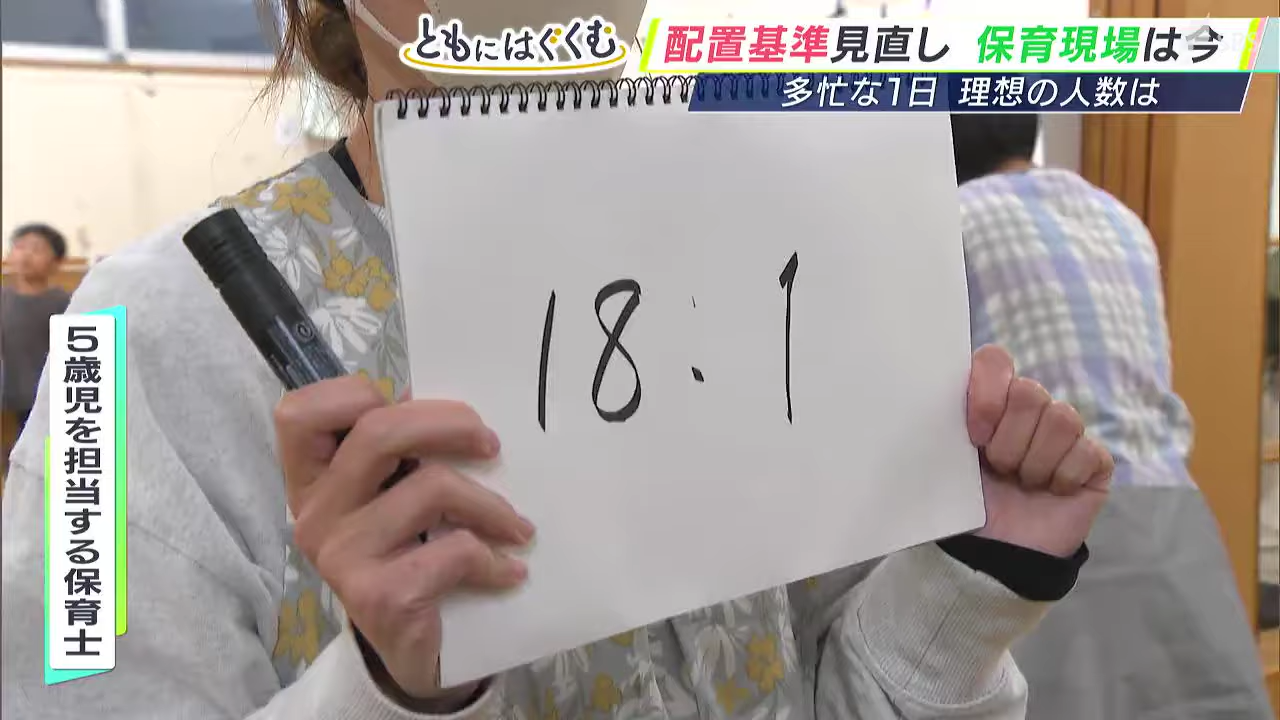 ともにはぐくむ
配置基準見直し 保育現場は今
多忙な1日 理想の人数は
18:1
5歳児を担当する保育士